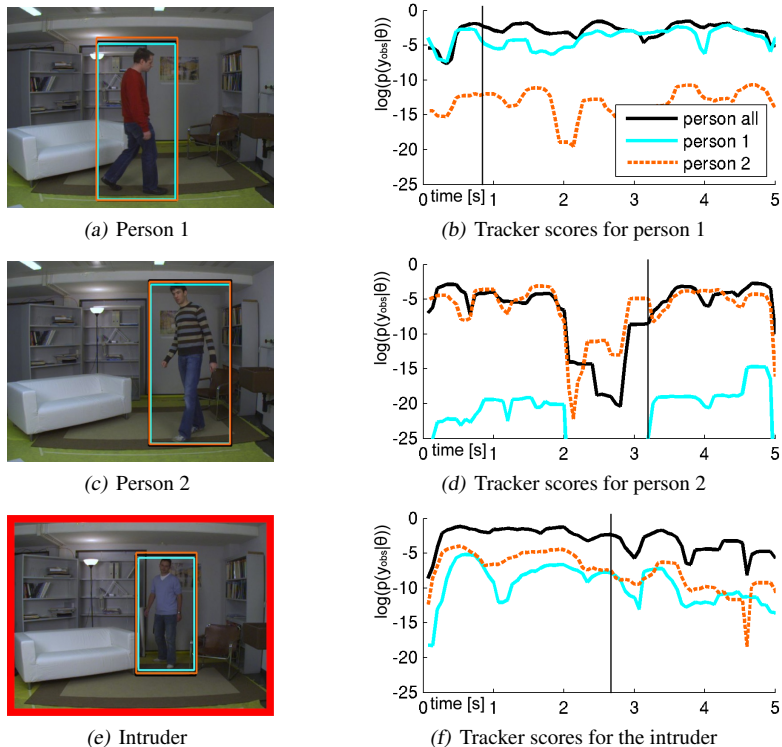 log(p(y_obs|θ))
0
-5
-10
-15
-20
-25
0 1 2 3 4 5
time [s]
person all
person 1
person 2
(a) Person 1
(b) Tracker scores for person 1
log(p(y_obs|θ))
0
-5
-10
-15
-20
-25
0 1 2 3 4 5
time [s]
(c) Person 2
(d) Tracker scores for person 2
log(p(y_obs|θ))
0
-5
-10
-15
-20
-25
0 1 2 3 4 5
time [s]
(e) Intruder
(f) Tracker scores for the intruder